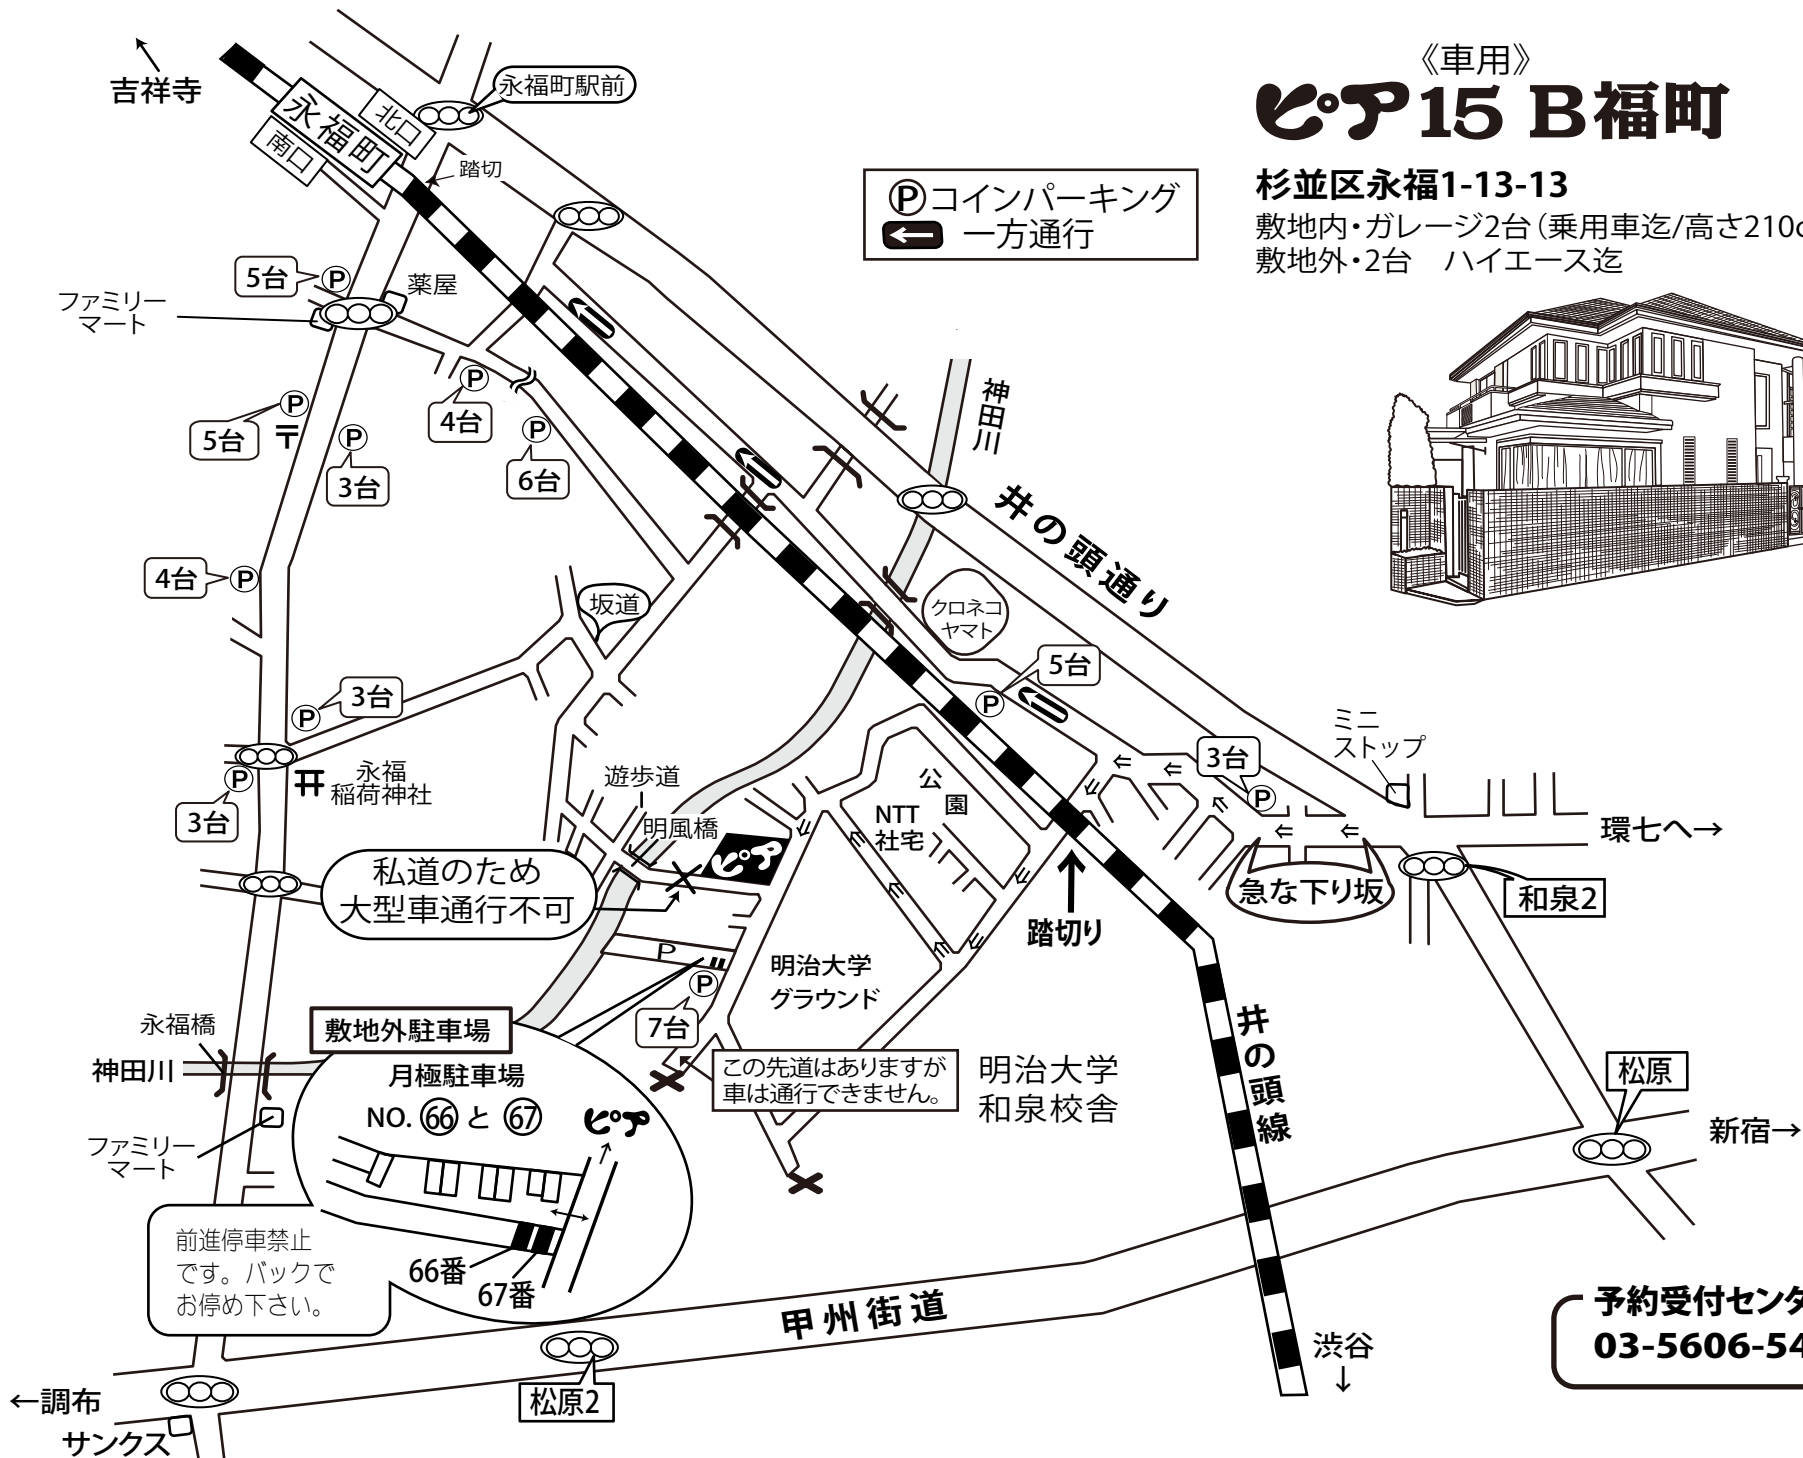 《車用》
ピア15 B福町
杉並区永福1-13-13
敷地内・ガレージ2台（乗用車迄/高さ210c
敷地外・2台　ハイエース迄
Ⓟコインパーキング
← 一方通行
吉祥寺
永福町駅前
永福町
北口
南口
踏切
5台
P
薬屋
ファミリー
マート
P
4台
P
5台
〒
P
3台
P
6台
神田川
井の頭通り
4台
P
坂道
クロネコ
ヤマト
5台
P
3台
P
ミニ
ストップ
3台
P
永福
稲荷神社
P
3台
遊歩道
明風橋
ピア
公園
NTT
社宅
環七へ→
私道のため
大型車通行不可
急な下り坂
和泉2
踏切り
P
P
7台
明治大学
グラウンド
永福橋
神田川
敷地外駐車場
月極駐車場
NO. 66 と 67
ピア
66番
67番
この先道はありますが
車は通行できません。
明治大学
和泉校舎
井の頭線
松原
新宿→
ファミリー
マート
前進停車禁止
です。バックで
お停め下さい。
甲州街道
松原2
渋谷
↓
予約受付センタ
03-5606-54
←調布
サンクス